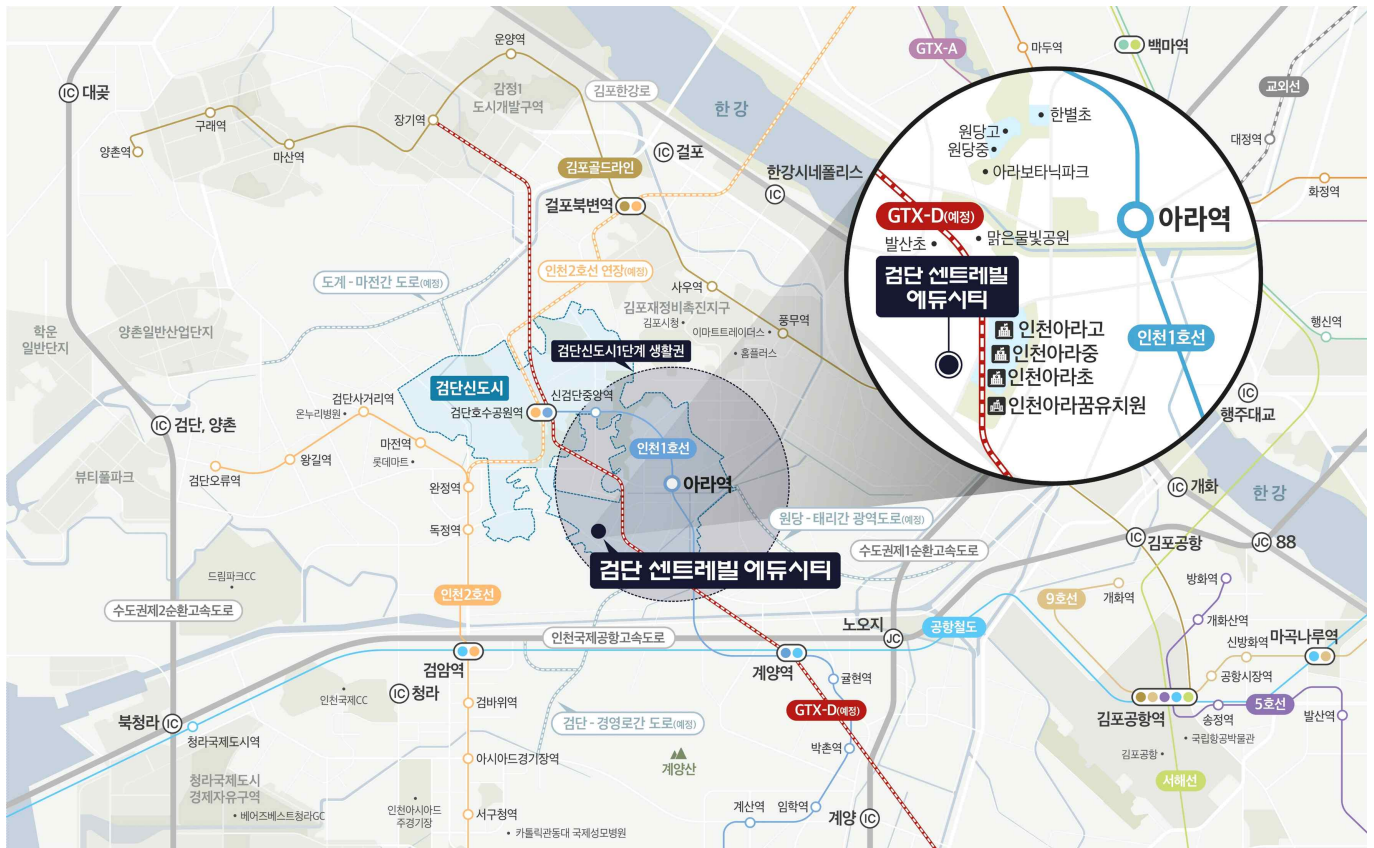 운양역
GTX-A
마두역
백마역
IC 대곶
감정1
도시개발구역
김포한강로
한강
교외선
구래역
장기역
한별초
원당고
원당중
대정역
양촌역
마산역
IC 걸포
김포골드라인
한강시네폴리스
IC
아라보타닉파크
화정역
걸포북변역
GTX-D(예정)
아라역
발산초
맑은물빛공원
인천2호선 연장(예정)
검단 센트레빌
에듀시티
도계 - 마전간 도로(예정)
사우역
김포재정비촉진지구
김포시청
이마트트레이더스
풍무역
홈플러스
학운
일반단지
양촌일반산업단지
인천아라고
인천아라중
인천아라초
인천아라꿈유치원
인천1호선
행신역
검단신도시1단계 생활권
검단신도시
검단사거리역
온누리병원
검단호수공원역
신검단중앙역
IC
행주대교
IC 검단, 양촌
마전역
롯데마트
인천1호선
왕길역
뷰티풀파크
검단오류역
완정역
아라역
IC 개화
한강
독정역
원당 - 태리간 광역도로(예정)
IC 김포공항
JC 88
수도권제1순환고속도로
검단 센트레빌 에듀시티
드림파크CC
방화역
수도권제2순환고속도로
인천2호선
9호선
개화역
개화산역
인천국제공항고속도로
노오지
JC
공항철도
신방화역
마곡나루역
검암역
계양역
IC 청라
인천국제CC
귤현역
공항시장역
검바위역
GTX-D(예정)
김포공항역
송정역
5호선
발산역
북청라 IC
청라국제도시역
검단 - 경명로간 도로(예정)
국립항공박물관
김포공항
박촌역
아시아드경기장역
계양산
청라국제도시
경제자유구역
서해선
베어즈베스트청라GC
인천아시아드
주경기장
서구청역
계산역
임학역
계양 IC
카톨릭관동대 국제성모병원